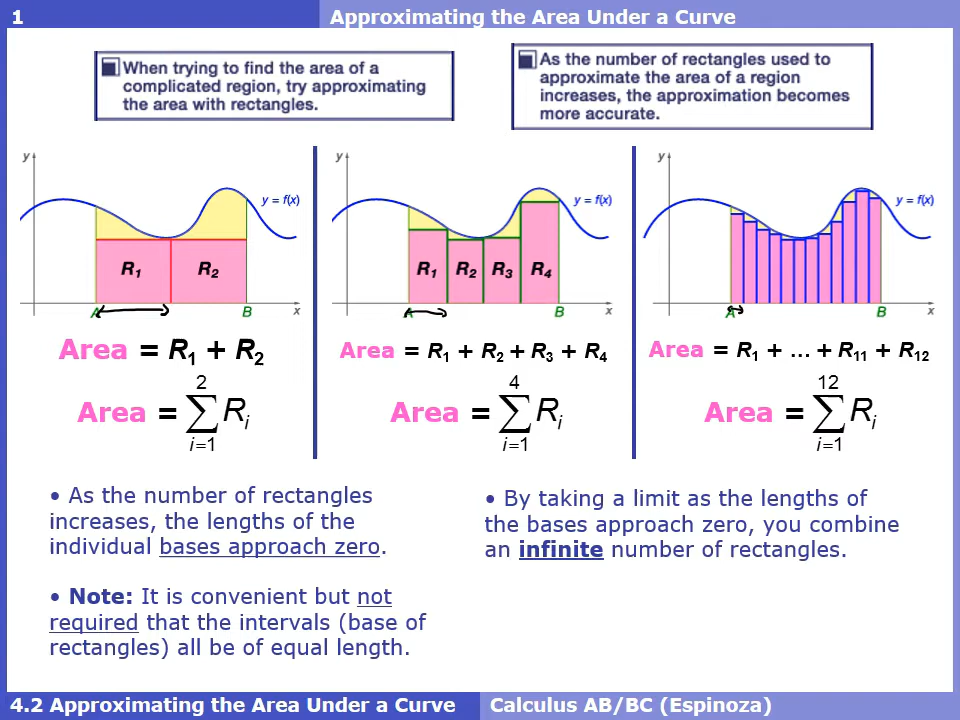 1
Approximating the Area Under a Curve
When trying to find the area of a
complicated region, try approximating
the area with rectangles.
As the number of rectangles used to
approximate the area of a region
increases, the approximation becomes
more accurate.
y
y = f(x)
R1
R2
A
B
x
y
y = f(x)
R1
R2
R3
R4
A
B
x
y
y = f(x)
A
B
x
Area = R1 + R2
Area = R1 + R2 + R3 + R4
Area = R1 + ... + R11 + R12
2
Area = ∑ Ri
i=1
4
Area = ∑ Ri
i=1
12
Area = ∑ Ri
i=1
• As the number of rectangles
increases, the lengths of the
individual bases approach zero.
• Note: It is convenient but not
required that the intervals (base of
rectangles) all be of equal length.
• By taking a limit as the lengths of
the bases approach zero, you combine
an infinite number of rectangles.
4.2 Approximating the Area Under a Curve
Calculus AB/BC (Espinoza)